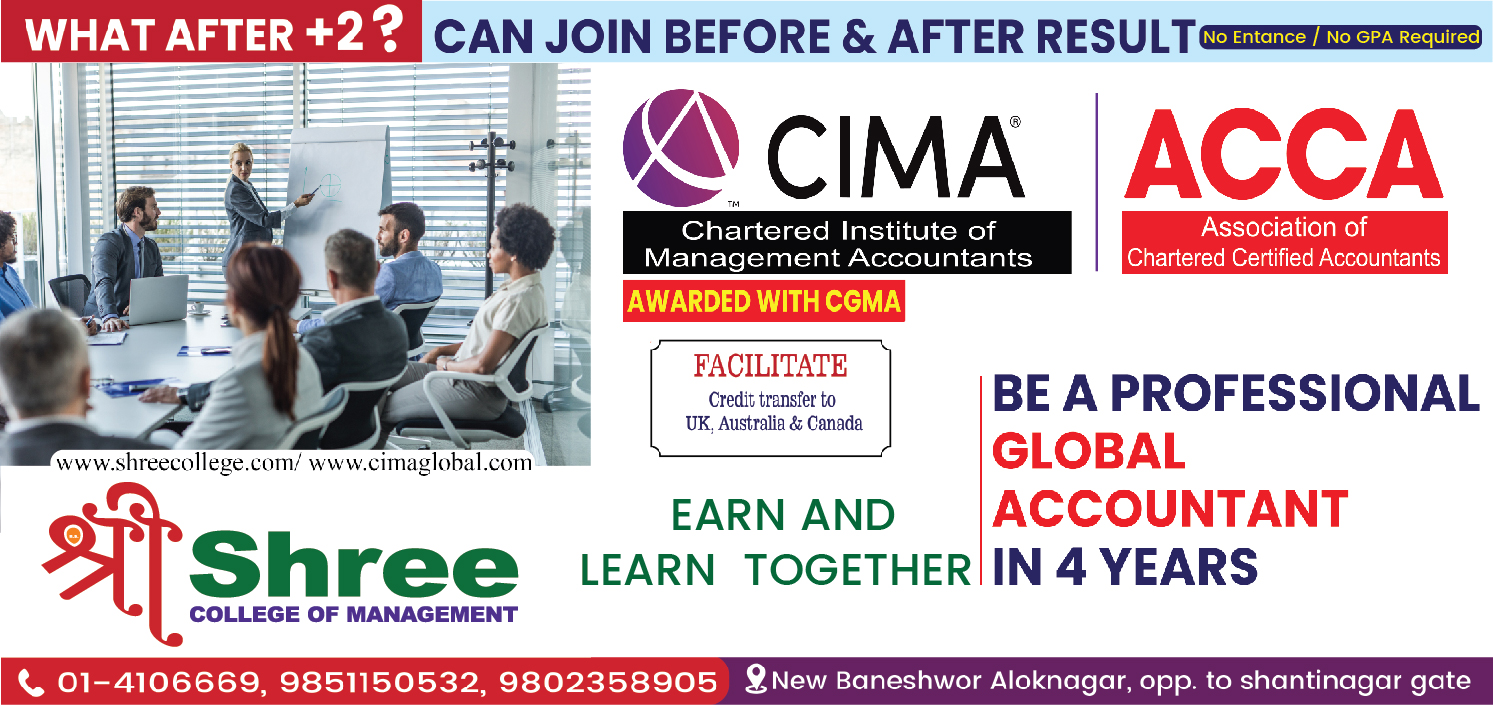 WHAT AFTER +2?
CAN JOIN BEFORE & AFTER RESULT
No Entance / No GPA Required
CIMA®
TM
Chartered Institute of
Management Accountants
AWARDED WITH CGMA
ACCA
Association of
Chartered Certified Accountants
FACILITATE
Credit transfer to
UK, Australia & Canada
www.shreecollege.com/ www.cimaglobal.com
BE A PROFESSIONAL
GLOBAL
ACCOUNTANT
IN 4 YEARS
EARN AND
LEARN TOGETHER
श्री
Shree
COLLEGE OF MANAGEMENT
01-4106669, 9851150532, 9802358905
New Baneshwor Aloknagar, opp. to shantinagar gate